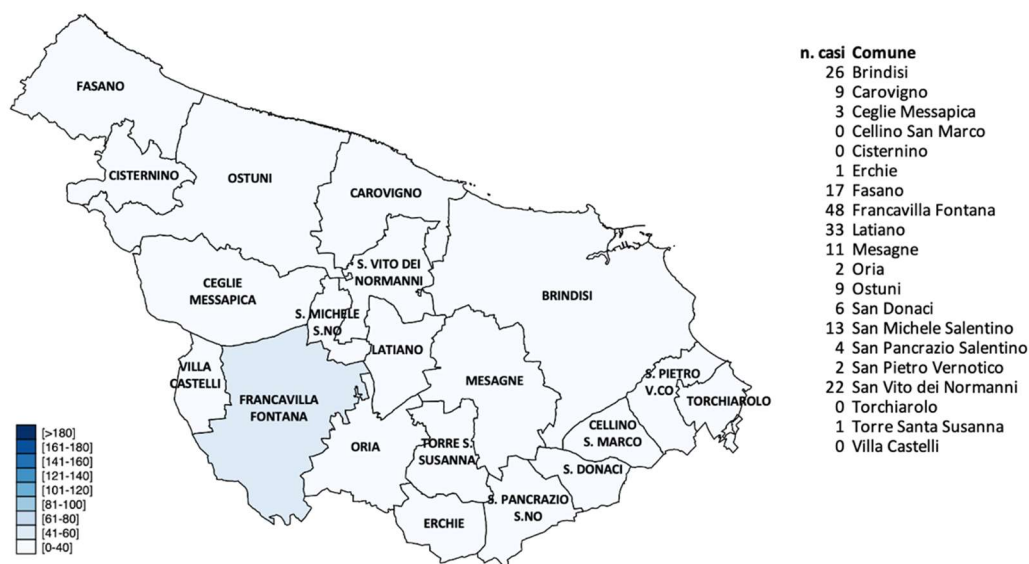 FASANO
CISTERNINO
OSTUNI
CAROVIGNO
S. VITO DEI
NORMANNI
CEGLIE
MESSAPICA
BRINDISI
S. MICHELE
S.NO
LATIANO
VILLA
CASTELLI
MESAGNE
S. PIETRO
V.CO
TORCHIAROLO
FRANCAVILLA
FONTANA
CELLINO
S. MARCO
ORIA
TORRE S.
SUSANNA
S. DONACI
S. PANCRAZIO
S.NO
ERCHIE
[>180]
[161-180]
[141-160]
[121-140]
[101-120]
[81-100]
[61-80]
[41-60]
[0-40]
n. casi Comune
26 Brindisi
9 Carovigno
3 Ceglie Messapica
0 Cellino San Marco
0 Cisternino
1 Erchie
17 Fasano
48 Francavilla Fontana
33 Latiano
11 Mesagne
2 Oria
9 Ostuni
6 San Donaci
13 San Michele Salentino
4 San Pancrazio Salentino
2 San Pietro Vernotico
22 San Vito dei Normanni
0 Torchiarolo
1 Torre Santa Susanna
0 Villa Castelli